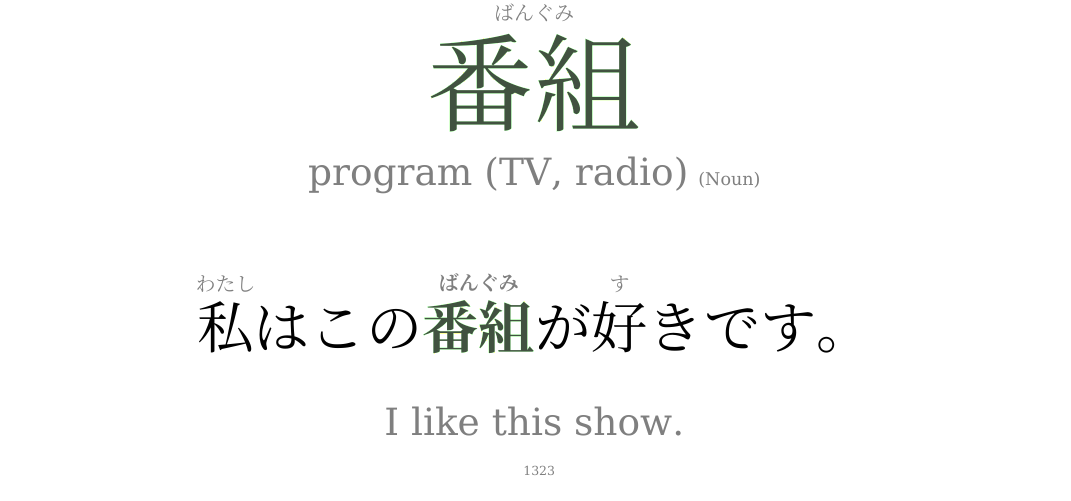 ばんぐみ
番組
program (TV, radio) (Noun)
わたし ばんぐみ す
私はこの番組が好きです。
I like this show.
1323